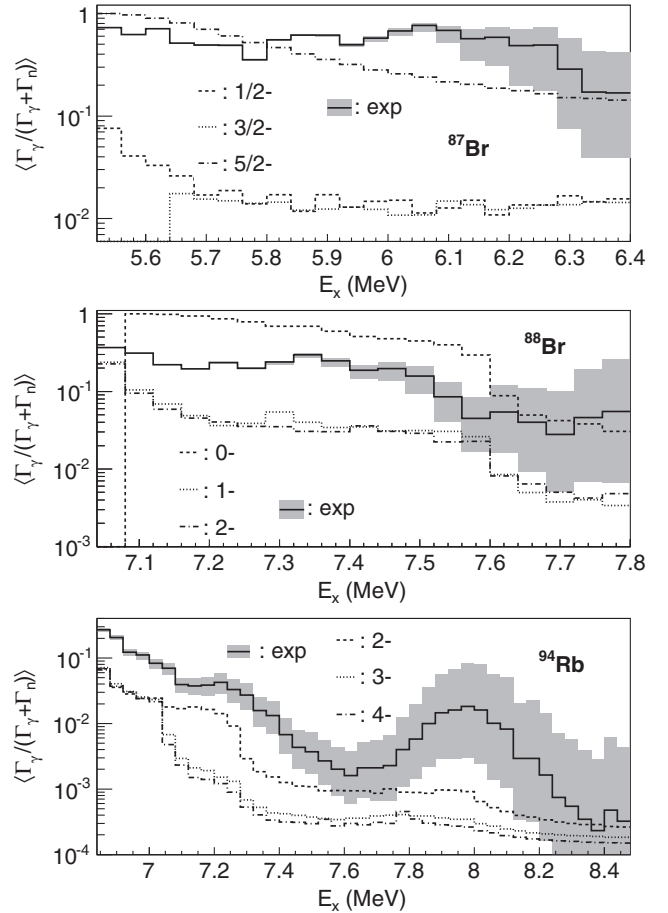 1
10⁻¹
10⁻²
⟨Γγ/(Γγ+Γn)⟩
: 1/2-
: 3/2-
: 5/2-
: exp
⁸⁷Br
5.6 5.7 5.8 5.9 6 6.1 6.2 6.3 6.4
Eₓ (MeV)
1
10⁻¹
10⁻²
10⁻³
⟨Γγ/(Γγ+Γn)⟩
⁸⁸Br
: 0-
: 1-
: 2-
: exp
7.1 7.2 7.3 7.4 7.5 7.6 7.7 7.8
Eₓ (MeV)
10⁻¹
10⁻²
10⁻³
10⁻⁴
⟨Γγ/(Γγ+Γn)⟩
: exp
: 2-
: 3-
: 4-
⁹⁴Rb
7 7.2 7.4 7.6 7.8 8 8.2 8.4
Eₓ (MeV)